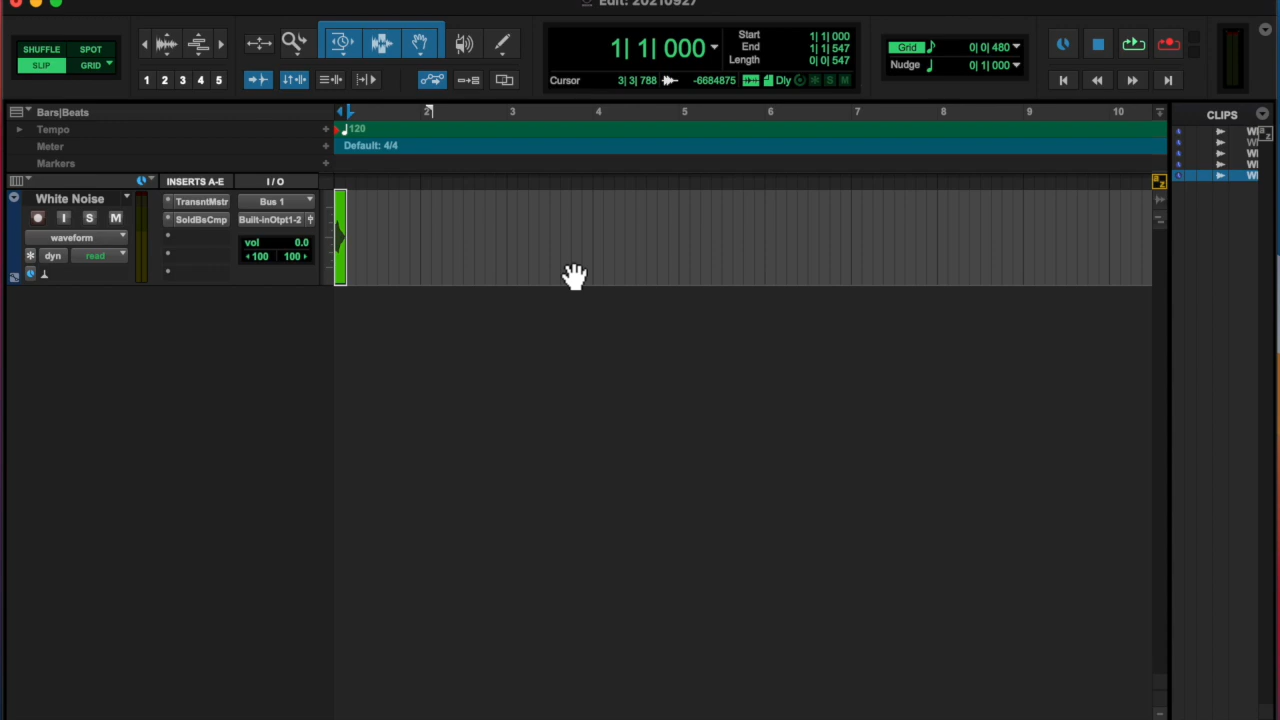 Edit: 20210927
SHUFFLE SPOT
SLIP GRID
1 2 3 4 5
1| 1| 000
Start 1| 1| 000
End 1| 1| 547
Length 0| 0| 547
Cursor 3| 3| 788 -6684875 Dly S M
Grid 0| 0| 480
Nudge 0| 1| 000
Bars|Beats 2 3 4 5 6 7 8 9 10
Tempo 120
Meter Default: 4/4
Markers
CLIPS
INSERTS A-E I / O
White Noise TransntMstr Bus 1
I S M SoldBsCmp Built-inOtpt1-2
waveform vol 0.0
dyn read 100 100